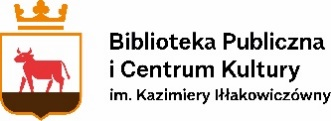 Biblioteka Publiczna
i Centrum Kultury
im. Kazimiery Iłłakowiczówny